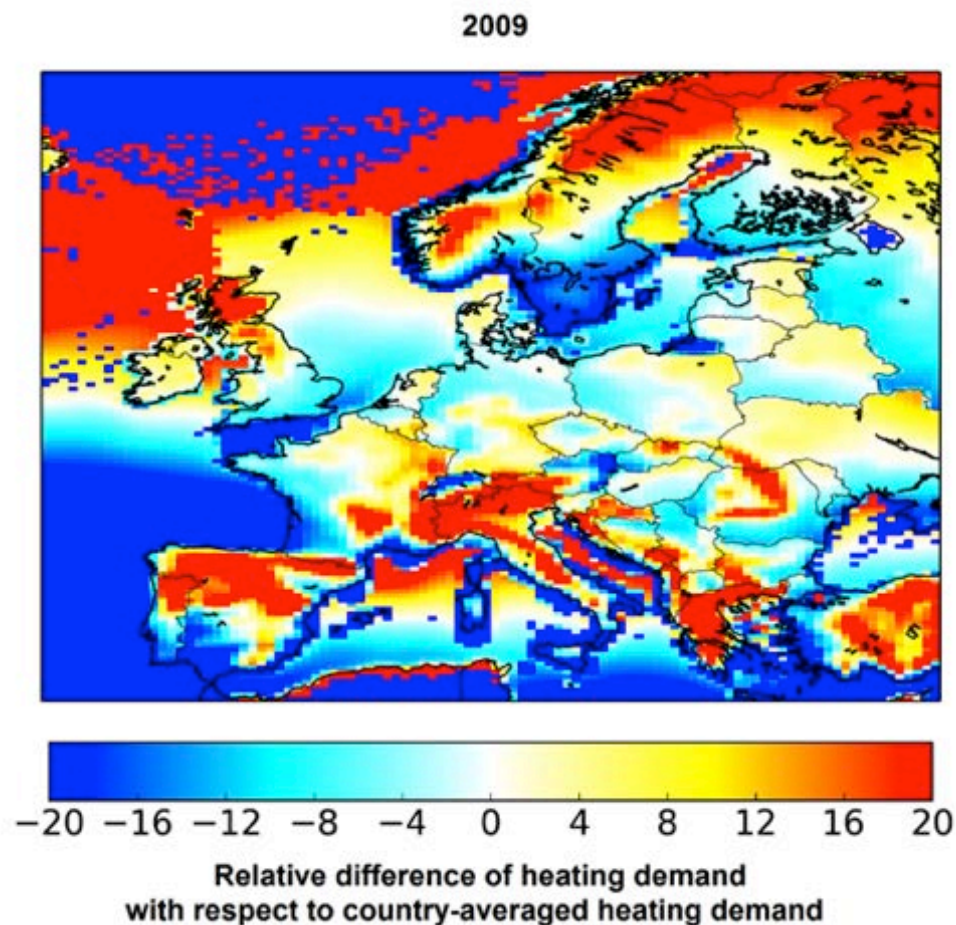 2009
−20 −16 −12 −8 −4 0 4 8 12 16 20
Relative difference of heating demand
with respect to country-averaged heating demand